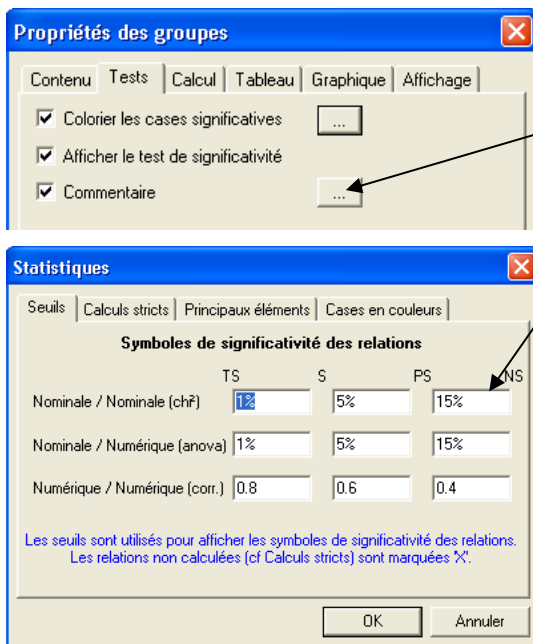 Propriétés des groupes
Contenu Tests Calcul Tableau Graphique Affichage
Colorier les cases significatives ...
Afficher le test de significativité
Commentaire ...
Statistiques
Seuils Calculs stricts Principaux éléments Cases en couleurs
Symboles de significativité des relations
TS S PS NS
Nominale / Nominale (chi²) 1% 5% 15%
Nominale / Numérique (anova) 1% 5% 15%
Numérique / Numérique (corr.) 0.8 0.6 0.4
Les seuils sont utilisés pour afficher les symboles de significativité des relations.
Les relations non calculées (cf Calculs stricts) sont marquées 'X'.
OK Annuler